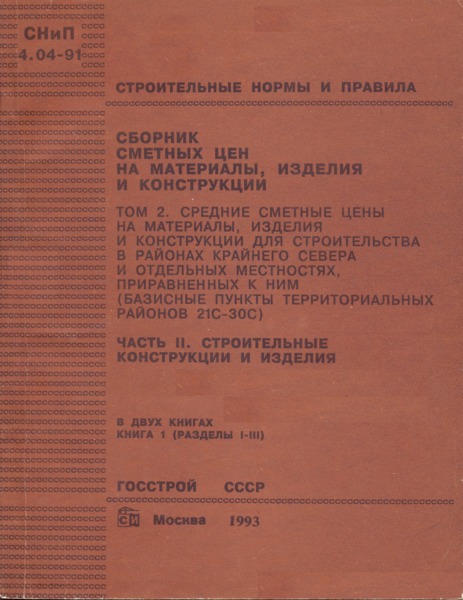 СНиП
4.04-91
СТРОИТЕЛЬНЫЕ НОРМЫ И ПРАВИЛА
СБОРНИК
СМЕТНЫХ ЦЕН
НА МАТЕРИАЛЫ, ИЗДЕЛИЯ
И КОНСТРУКЦИИ
ТОМ 2. СРЕДНИЕ СМЕТНЫЕ ЦЕНЫ
НА МАТЕРИАЛЫ, ИЗДЕЛИЯ
И КОНСТРУКЦИИ ДЛЯ СТРОИТЕЛЬСТВА
В РАЙОНАХ КРАЙНЕГО СЕВЕРА
И ОТДЕЛЬНЫХ МЕСТНОСТЯХ,
ПРИРАВНЕННЫХ К НИМ
(БАЗИСНЫЕ ПУНКТЫ ТЕРРИТОРИАЛЬНЫХ
РАЙОНОВ 21С-30С)
ЧАСТЬ II. СТРОИТЕЛЬНЫЕ
КОНСТРУКЦИИ И ИЗДЕЛИЯ
В ДВУХ КНИГАХ
КНИГА 1 (РАЗДЕЛЫ I-III)
ГОССТРОЙ СССР
СИ Москва 1993